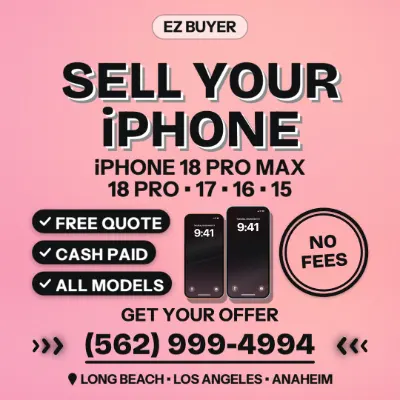 EZ BUYER
SELL YOUR
iPHONE
iPHONE 18 PRO MAX
18 PRO ▪ 17 ▪ 16 ▪ 15
✓ FREE QUOTE
✓ CASH PAID
✓ ALL MODELS
9:41
9:41
NO
FEES
GET YOUR OFFER
(562) 999-4994
LONG BEACH ▪ LOS ANGELES ▪ ANAHEIM